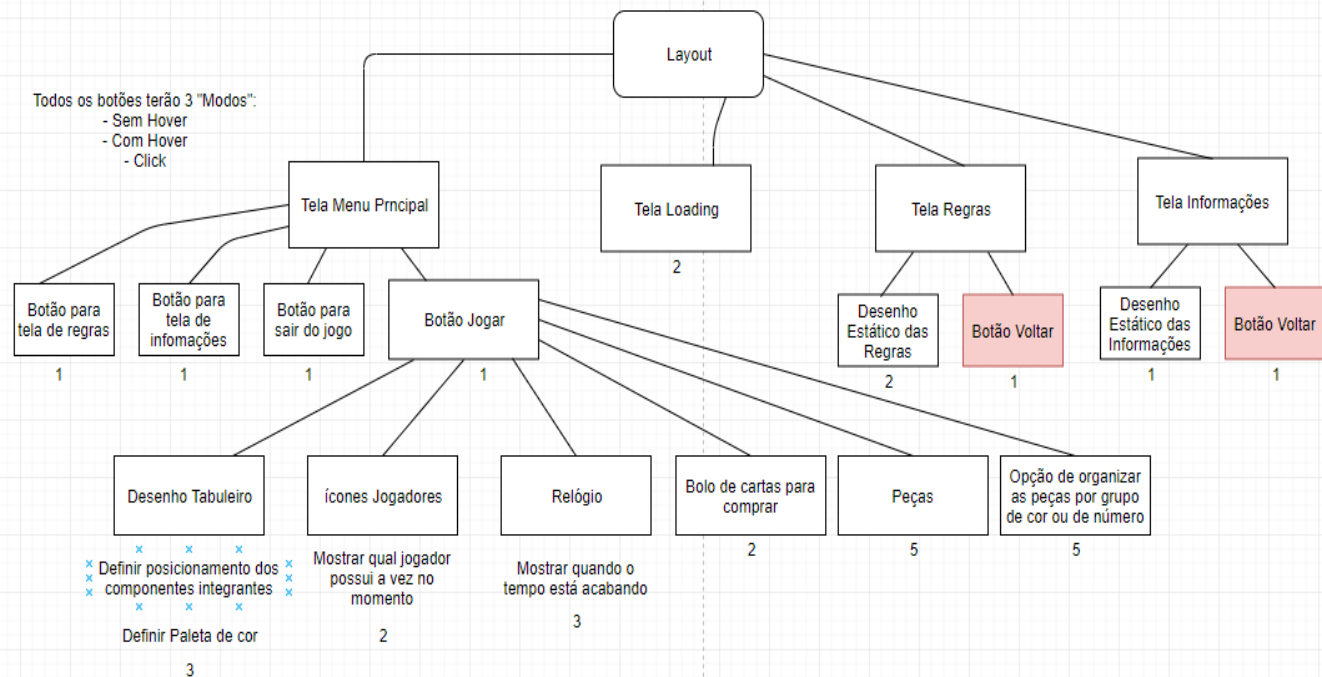 Layout
Todos os botões terão 3 "Modos":
- Sem Hover
- Com Hover
- Click
Tela Menu Prncipal
Tela Loading
2
Tela Regras
Tela Informações
Botão para
tela de regras
1
Botão para
tela de
infomações
1
Botão para
sair do jogo
1
Botão Jogar
1
Desenho
Estático das
Regras
2
Botão Voltar
1
Desenho
Estático das
Informações
1
Botão Voltar
1
Desenho Tabuleiro
Definir posicionamento dos
componentes integrantes
Definir Paleta de cor
3
ícones Jogadores
Mostrar qual jogador
possui a vez no
momento
2
Relógio
Mostrar quando o
tempo está acabando
3
Bolo de cartas para
comprar
2
Peças
5
Opção de organizar
as peças por grupo
de cor ou de número
5